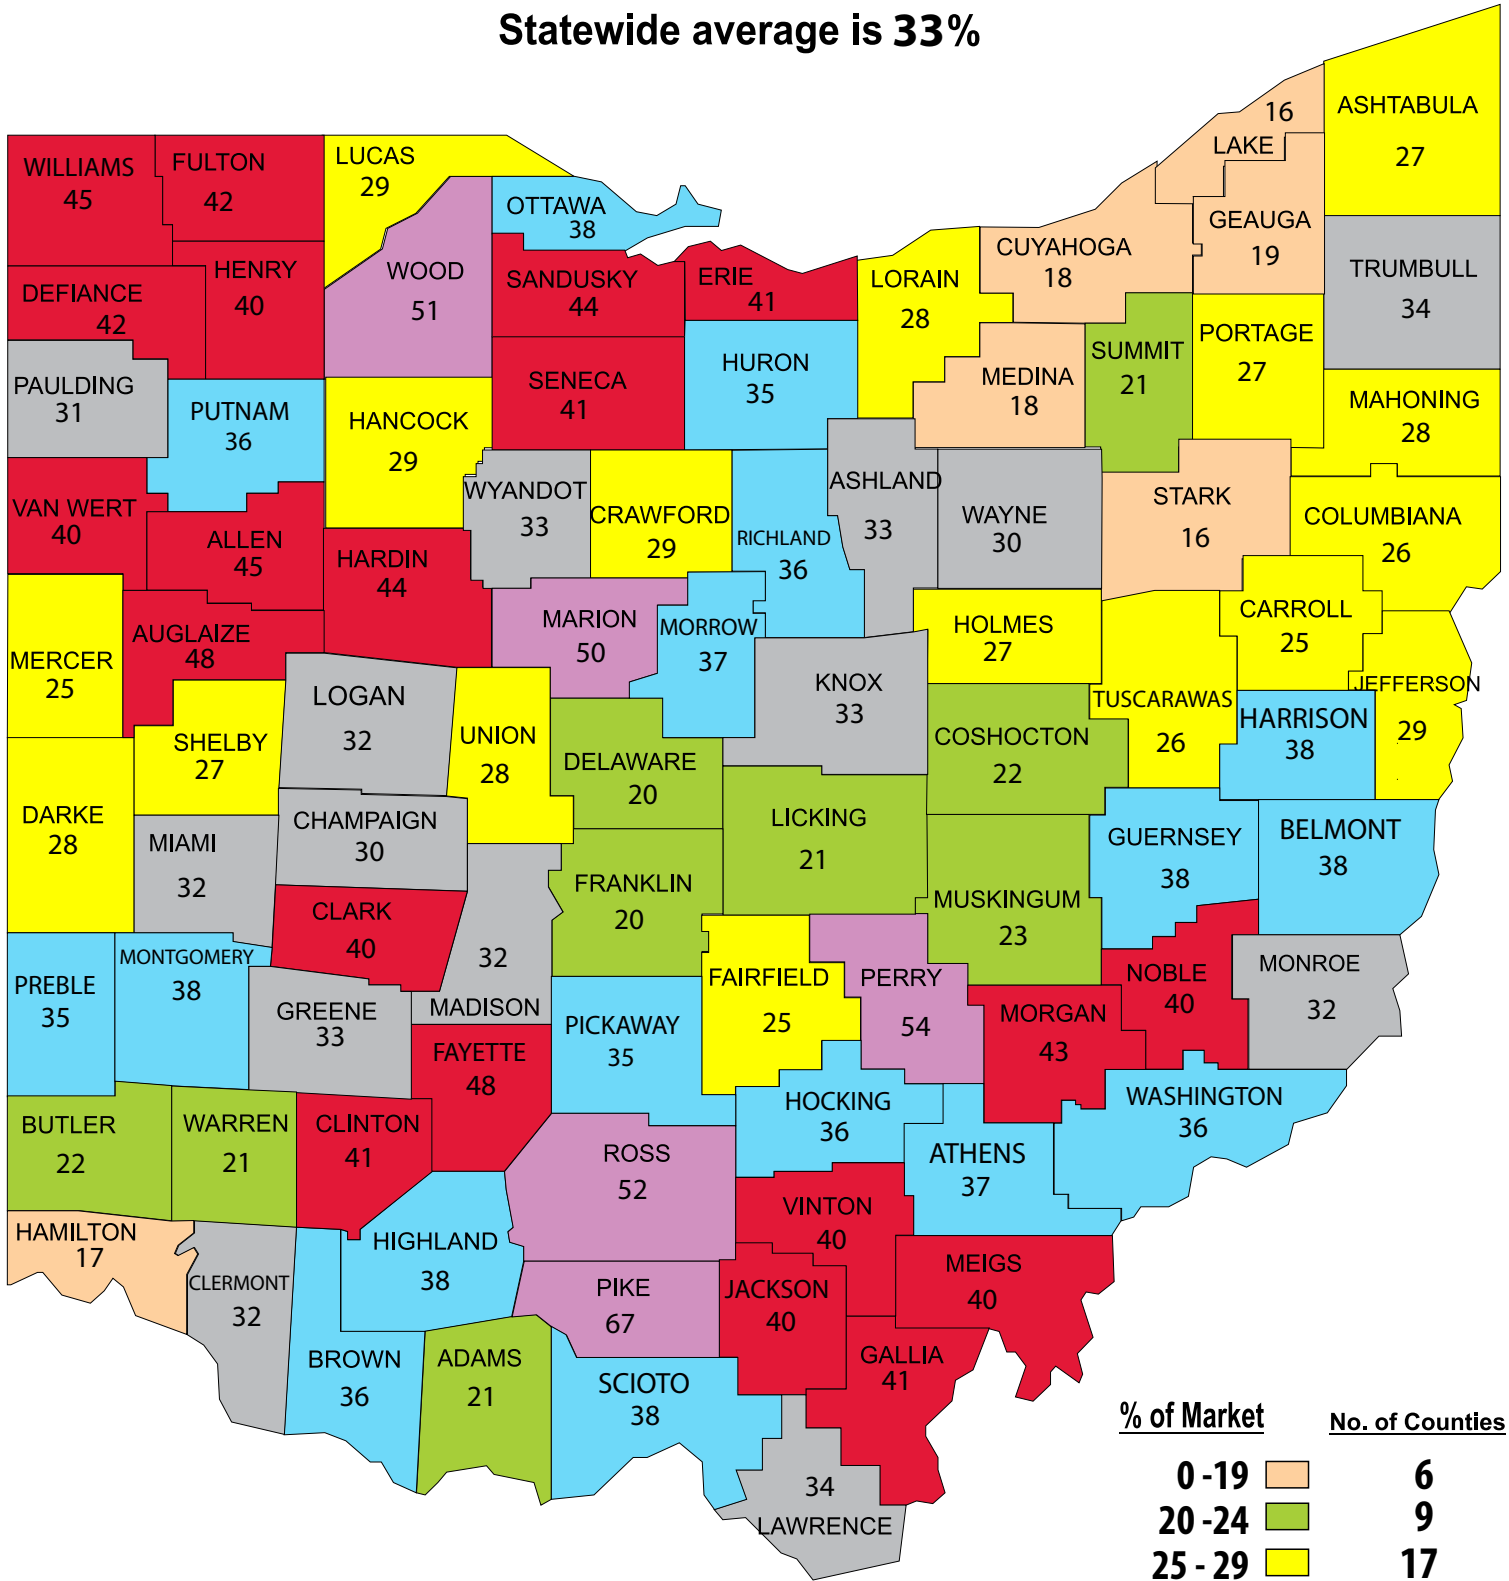 Statewide average is 33%
16
LAKE
ASHTABULA
27
WILLIAMS
45
FULTON
42
LUCAS
29
OTTAWA
38
GEAUGA
19
CUYAHOGA
18
WOOD
51
HENRY
40
DEFIANCE
42
SANDUSKY
44
ERIE
41
LORAIN
28
TRUMBULL
34
PORTAGE
27
SUMMIT
21
MEDINA
18
HURON
35
SENECA
41
PAULDING
31
PUTNAM
36
HANCOCK
29
MAHONING
28
VAN WERT
40
ALLEN
45
HARDIN
44
WYANDOT
33
CRAWFORD
29
RICHLAND
36
ASHLAND
33
WAYNE
30
STARK
16
COLUMBIANA
26
MERCER
25
AUGLAIZE
48
MARION
50
MORROW
37
HOLMES
27
CARROLL
25
JEFFERSON
29
LOGAN
32
KNOX
33
TUSCARAWAS
26
HARRISON
38
SHELBY
27
UNION
28
DELAWARE
20
COSHOCTON
22
DARKE
28
MIAMI
32
CHAMPAIGN
30
LICKING
21
GUERNSEY
38
BELMONT
38
FRANKLIN
20
MUSKINGUM
23
CLARK
40
32
MADISON
PREBLE
35
MONTGOMERY
38
GREENE
33
FAIRFIELD
25
PERRY
54
NOBLE
40
MONROE
32
PICKAWAY
35
MORGAN
43
FAYETTE
48
HOCKING
36
WASHINGTON
36
BUTLER
22
WARREN
21
CLINTON
41
ROSS
52
ATHENS
37
VINTON
40
HAMILTON
17
HIGHLAND
38
CLERMONT
32
PIKE
67
JACKSON
40
MEIGS
40
BROWN
36
ADAMS
21
SCIOTO
38
GALLIA
41
34
LAWRENCE
% of Market No. of Counties
0 -19 6
20 -24 9
25 - 29 17